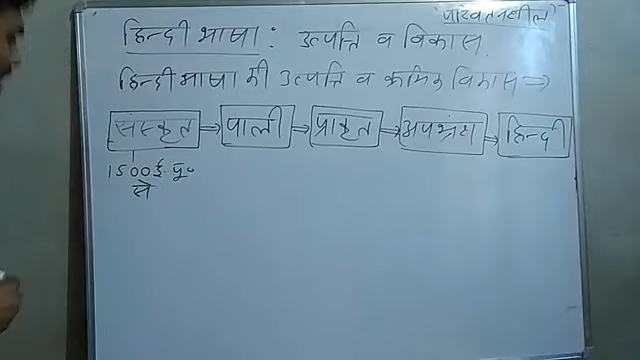 परिवर्तनशील
हिन्दी भाषा : उत्पत्ति व विकास
हिन्दी भाषा की उत्पत्ति व क्रमिक विकास ⇒
संस्कृत ⇒ पाली ⇒ प्राकृत ⇒ अपभ्रंश ⇒ हिन्दी
1500 ई. पू॰
से